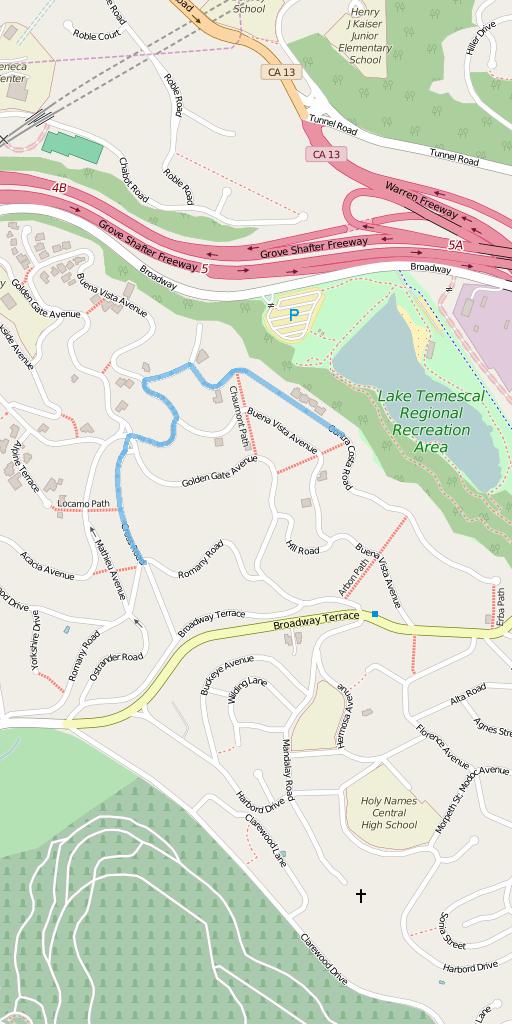 School
Henry
J Kaiser
Junior
Elementary
School
Hiller Drive
Roble Court
Seneca
Center
CA 13
Roble Road
Tunnel Road
CA 13
Tunnel Road
Chabot Road
Roble Road
4B
Warren Freeway
Grove Shafter Freeway 5
Grove Shafter Freeway
5A
Broadway
Broadway
Buena Vista Avenue
Golden Gate Avenue
P
Lake Temescal
Regional
Recreation
Area
Chaumont Path
Buena Vista Avenue
Contra Costa Road
Alpine Terrace
Golden Gate Avenue
Locarno Path
Acacia Avenue
Mathieu Avenue
Romany Road
Hill Road
Arbon Path
Buena Vista Avenue
Erba Path
Yorkshire Drive
Romany Road
Ostrander Road
Broadway Terrace
Broadway Terrace
Buckeye Avenue
Wilding Lane
Hermosa Avenue
Alta Road
Florence Avenue
Mandalay Road
Modoc Avenue
Morpeth St.
Harbord Drive
Holy Names
Central
High School
Clarewood Lane
Sonia Street
Harbord Drive
Clarewood Drive
Lane